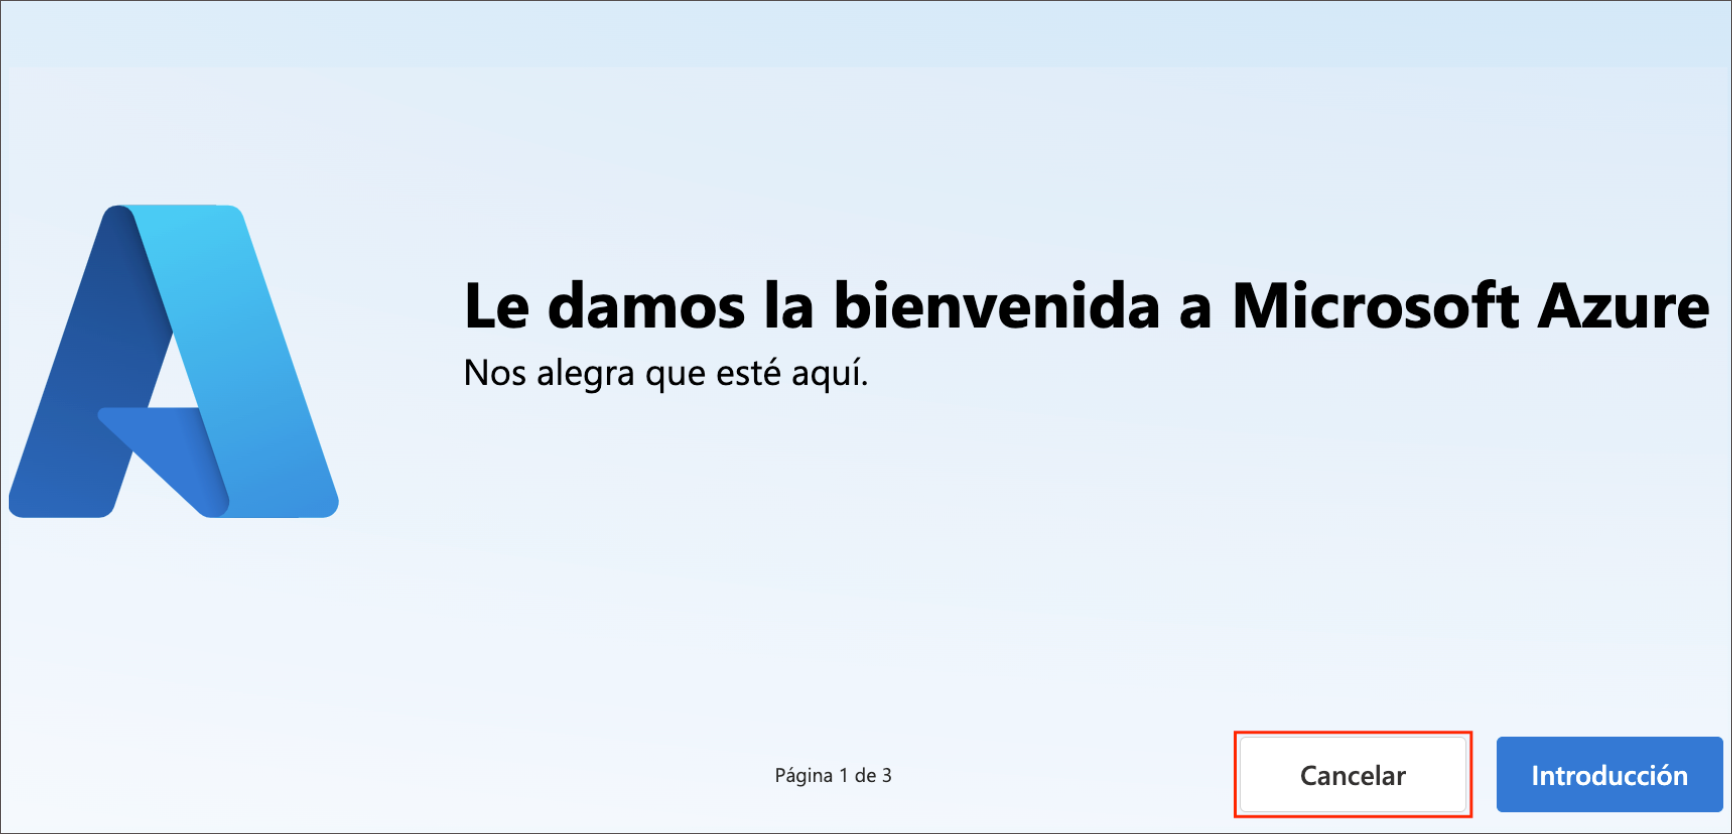 Le damos la bienvenida a Microsoft Azure
Nos alegra que esté aquí.
Página 1 de 3
Cancelar
Introducción